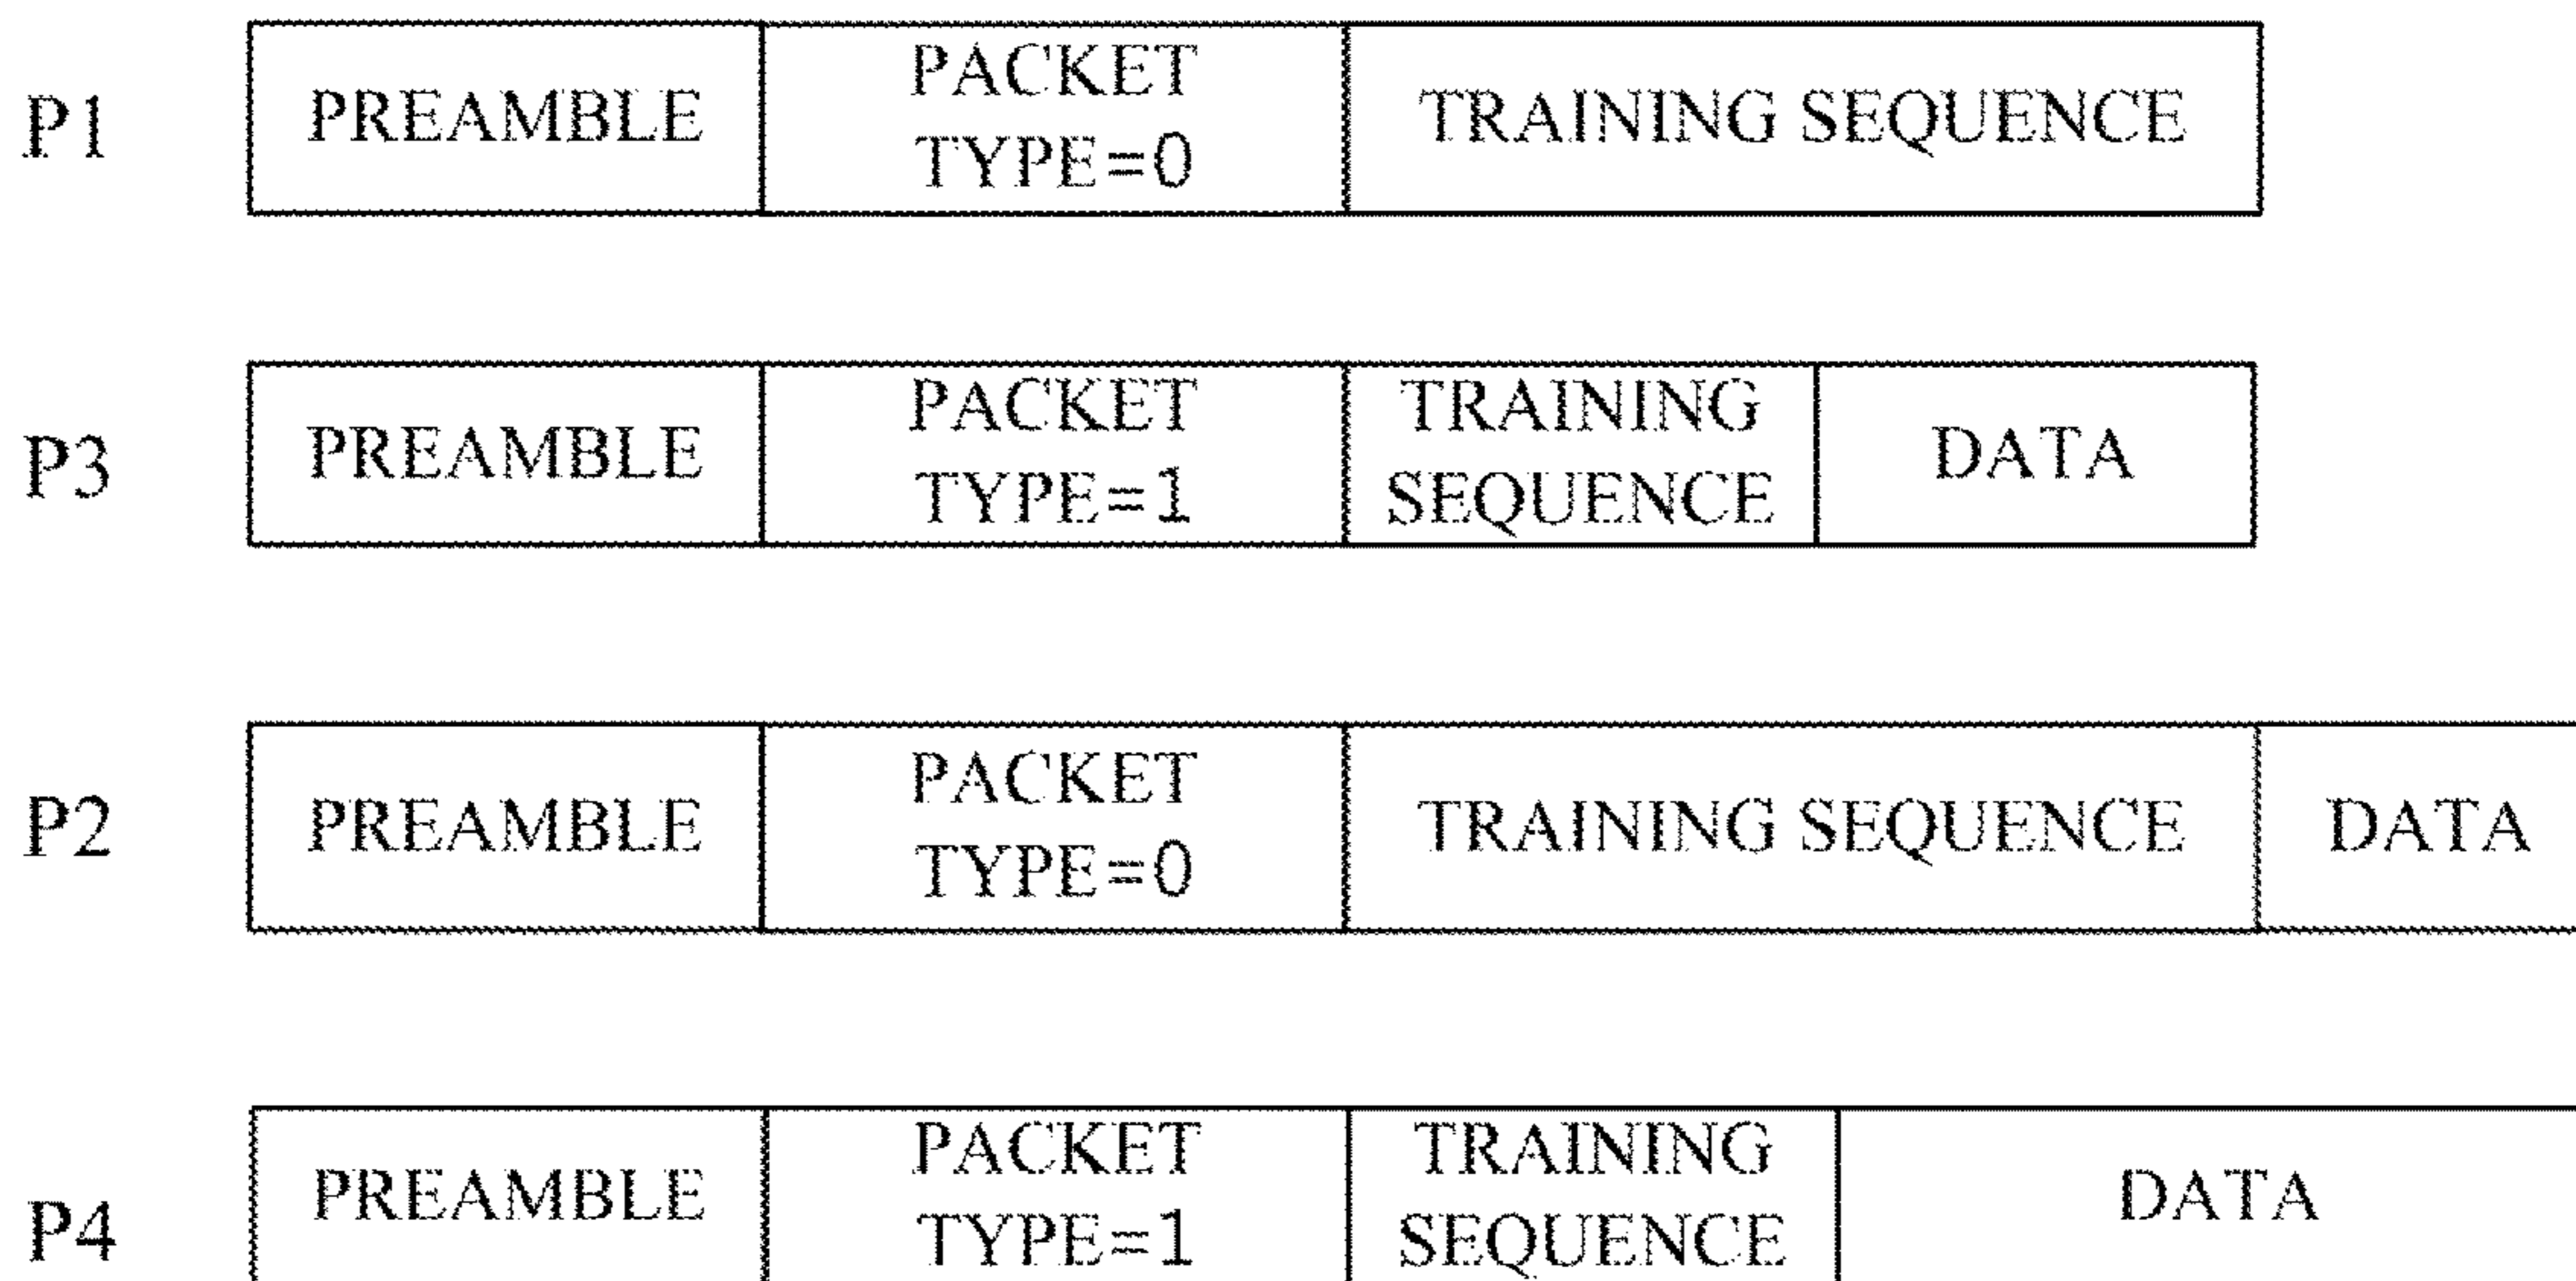 P1
PREAMBLE
PACKET
TYPE=0
TRAINING SEQUENCE
P3
PREAMBLE
PACKET
TYPE=1
TRAINING
SEQUENCE
DATA
P2
PREAMBLE
PACKET
TYPE=0
TRAINING SEQUENCE
DATA
P4
PREAMBLE
PACKET
TYPE=1
TRAINING
SEQUENCE
DATA